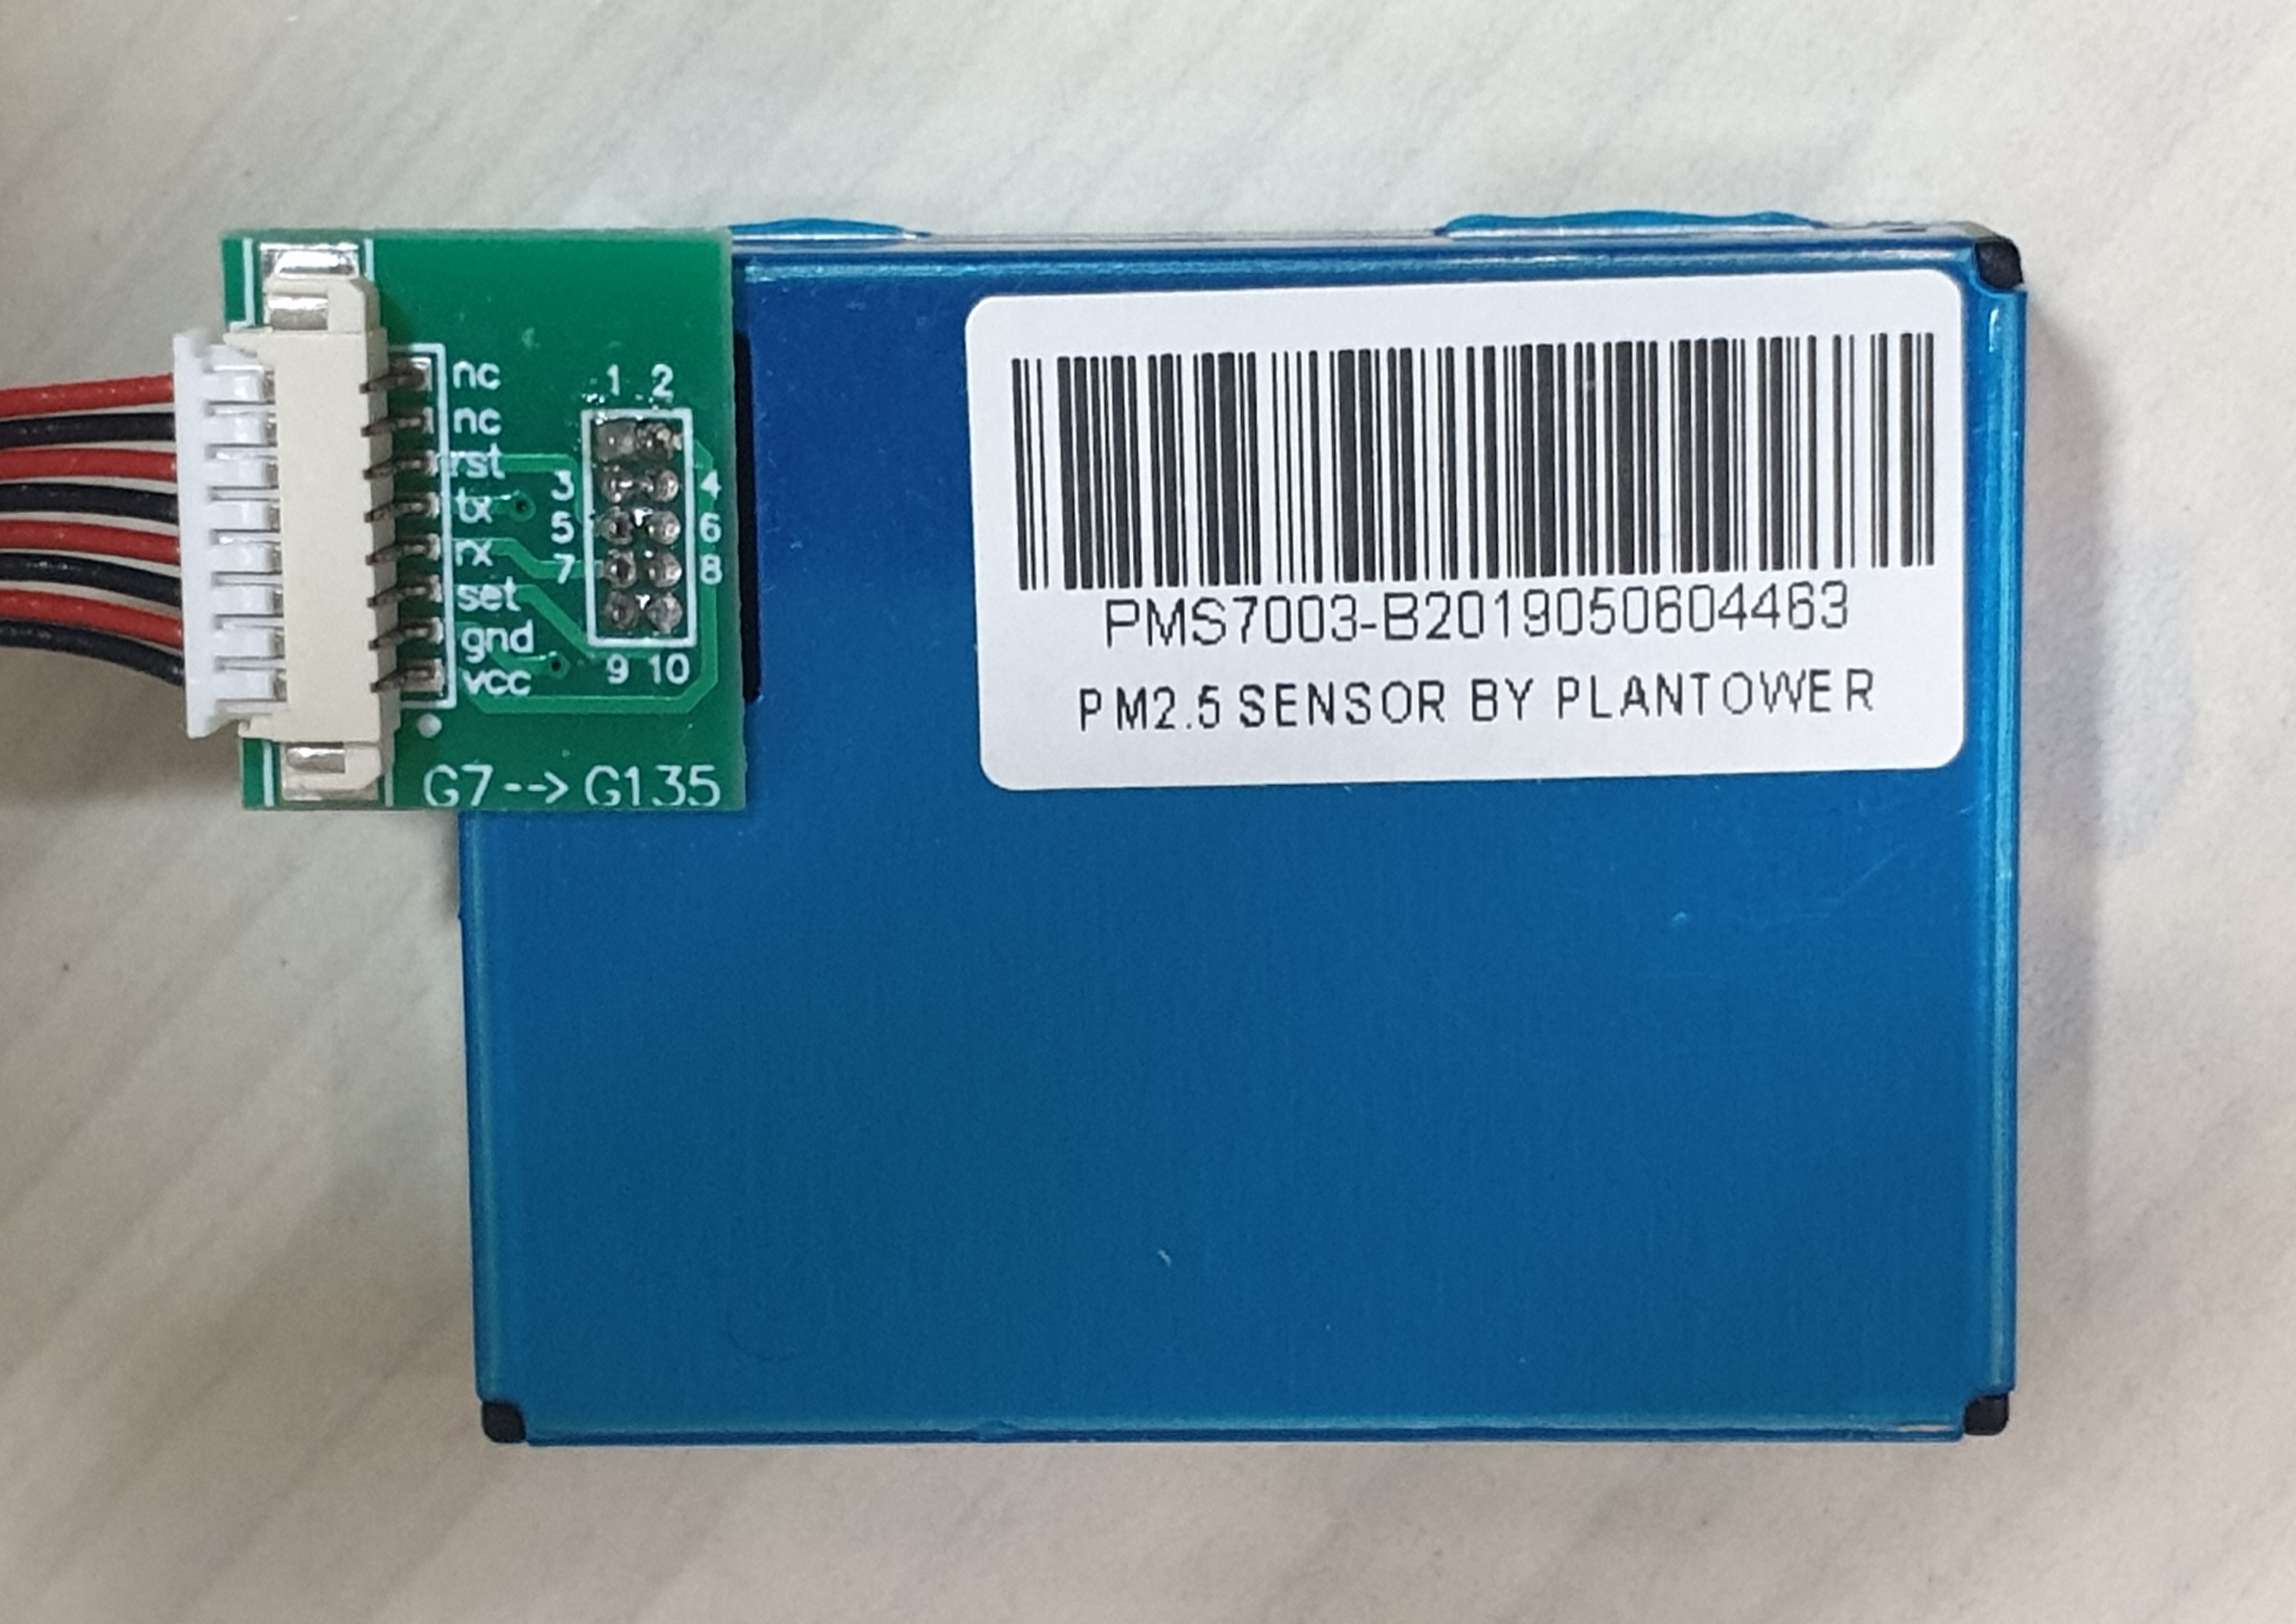 nc
nc
rst
tx
rx
set
gnd
vcc
1 2
3 4
5 6
7 8
9 10
G7-->G135
PMS7003-B2019050604463
PM2.5 SENSOR BY PLANTOWER